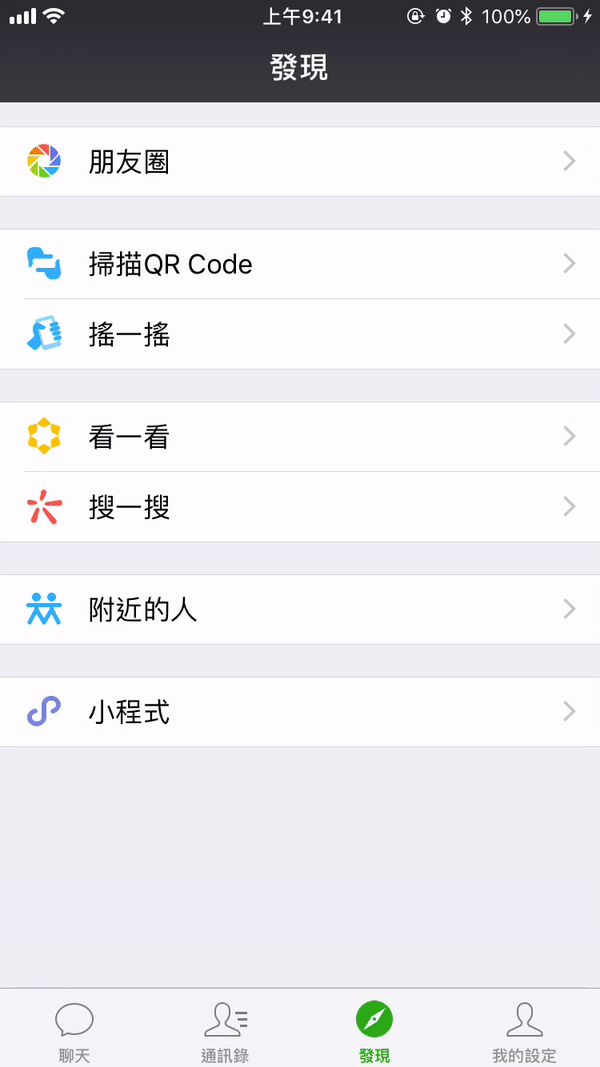 上午9:41
100%
發現
朋友圈
掃描QR Code
搖一搖
看一看
搜一搜
附近的人
小程式
聊天
通訊錄
發現
我的設定